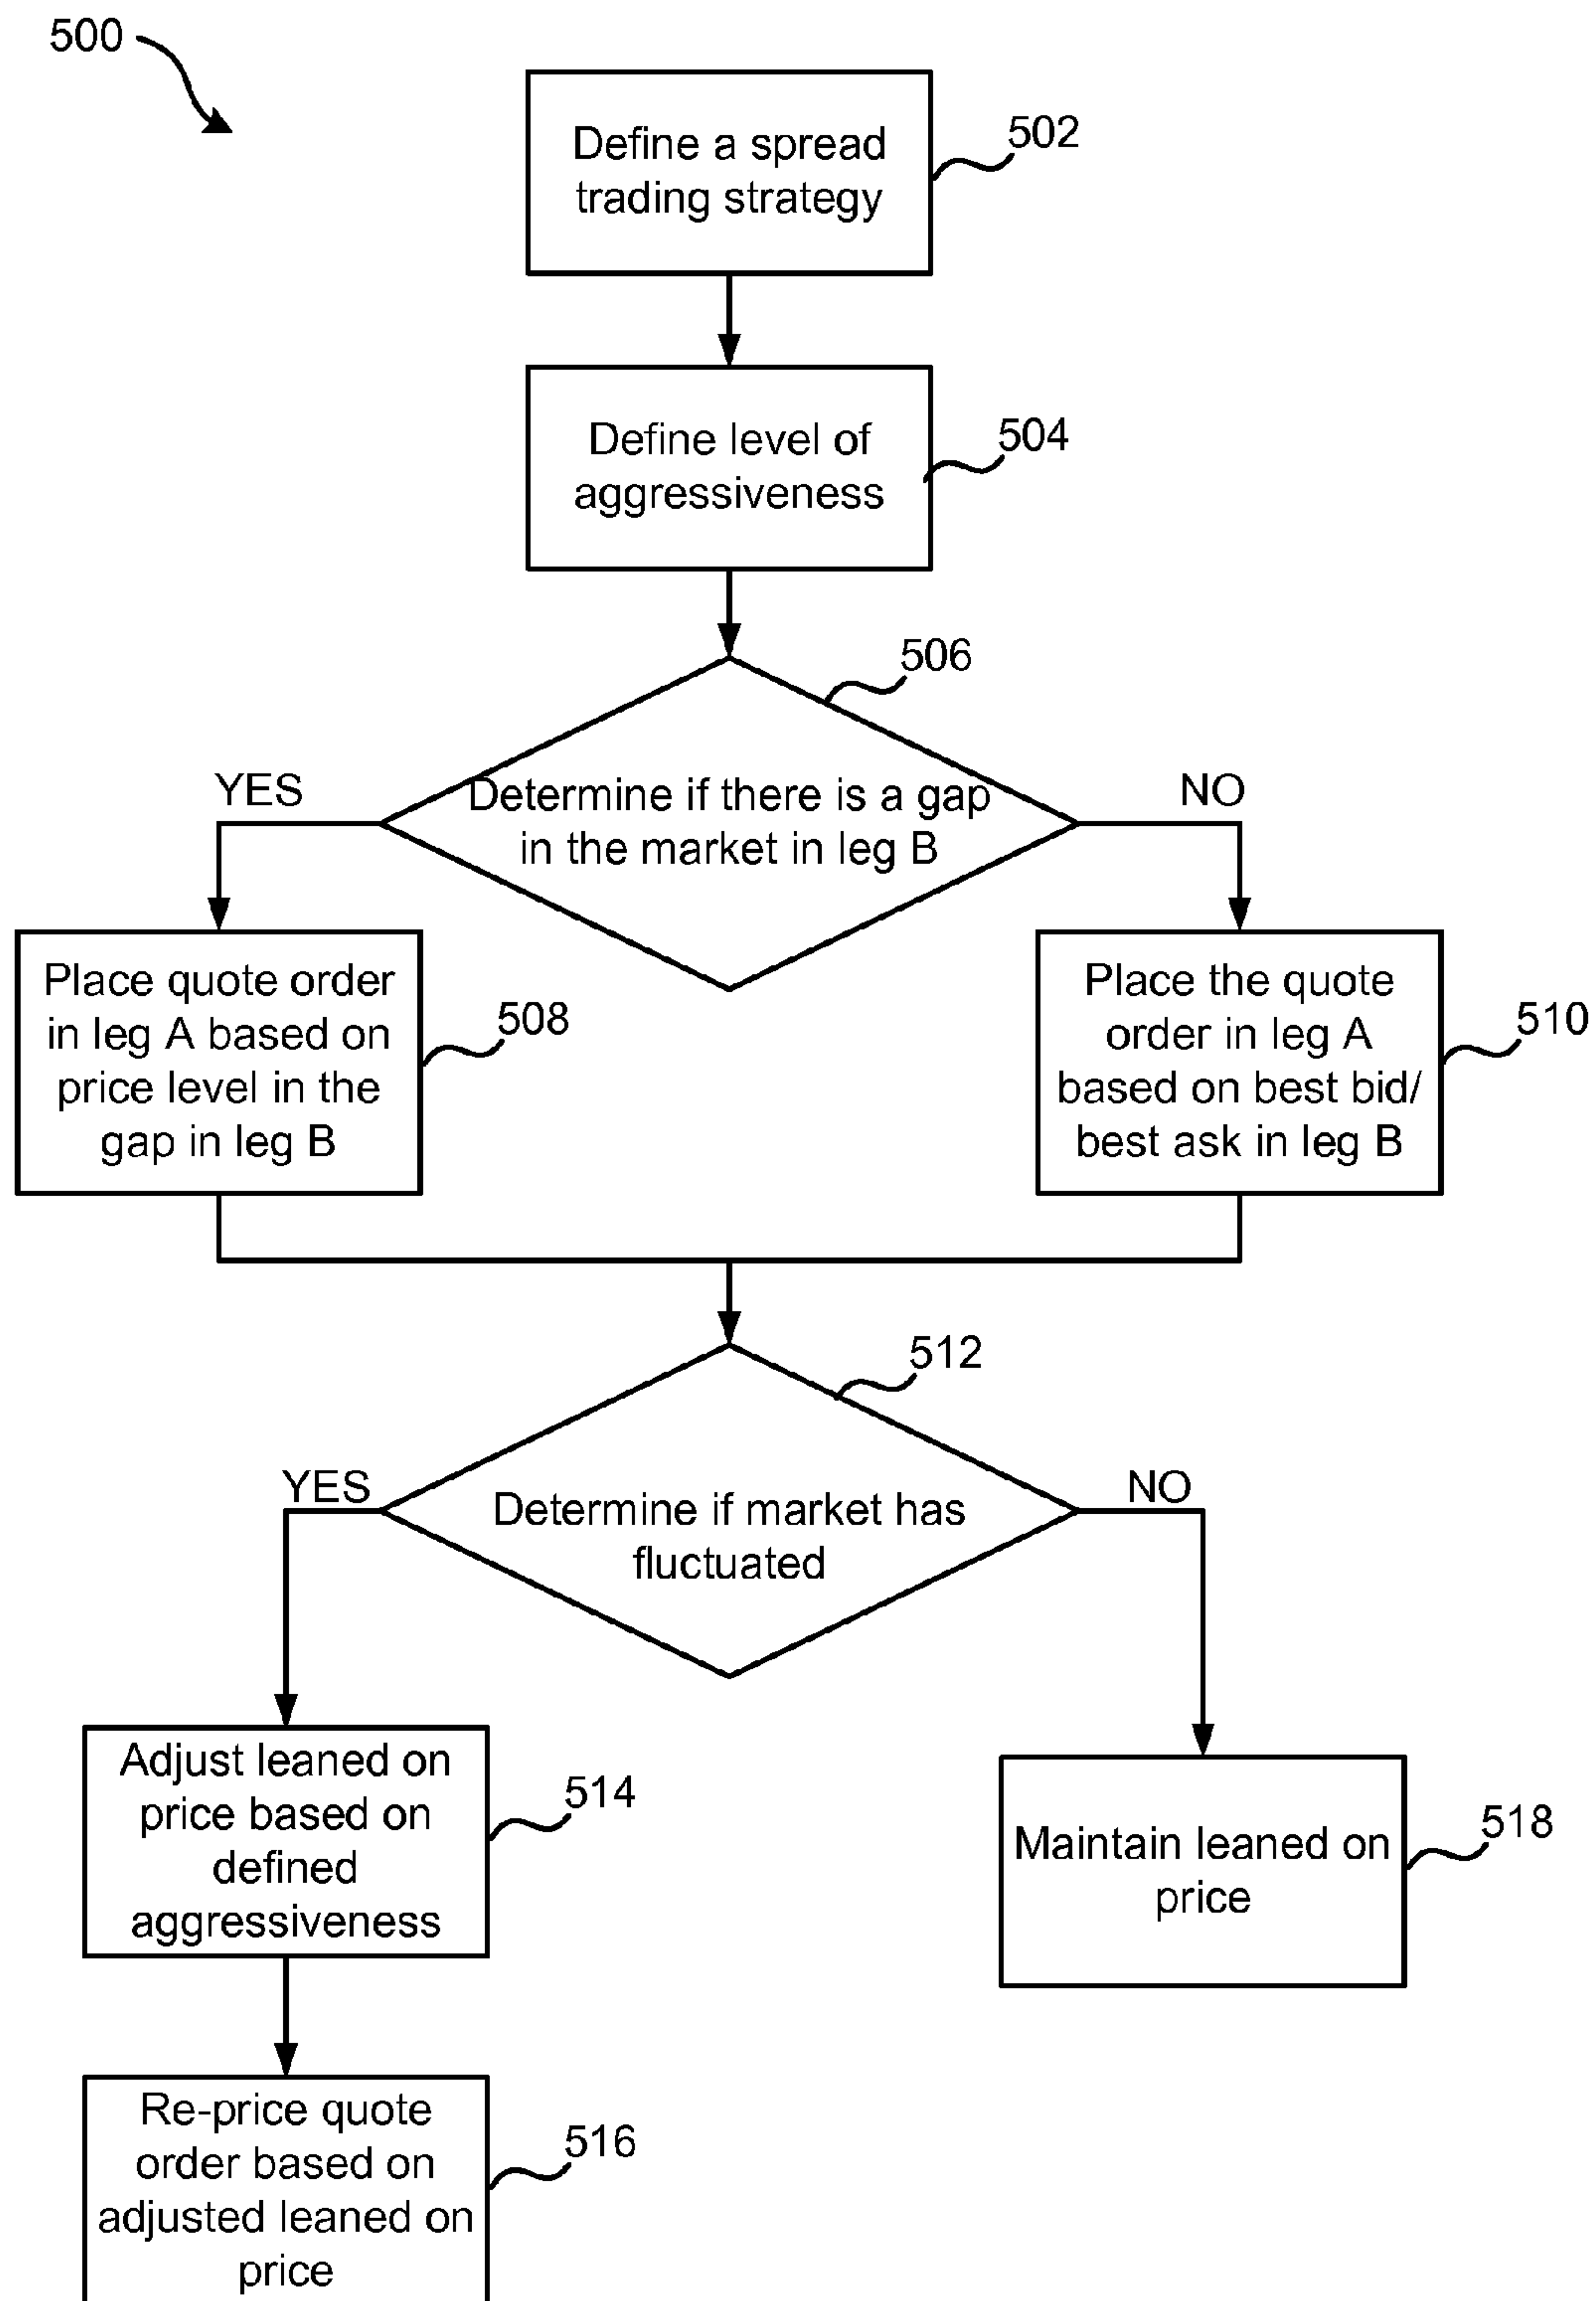 500
Define a spread
trading strategy
502
Define level of
aggressiveness
504
506
YES
NO
Determine if there is a gap
in the market in leg B
Place quote order
in leg A based on
price level in the
gap in leg B
508
Place the quote
order in leg A
based on best bid/
best ask in leg B
510
512
YES
NO
Determine if market has
fluctuated
Adjust leaned on
price based on
defined
aggressiveness
514
Maintain leaned on
price
518
Re-price quote
order based on
adjusted leaned on
price
516